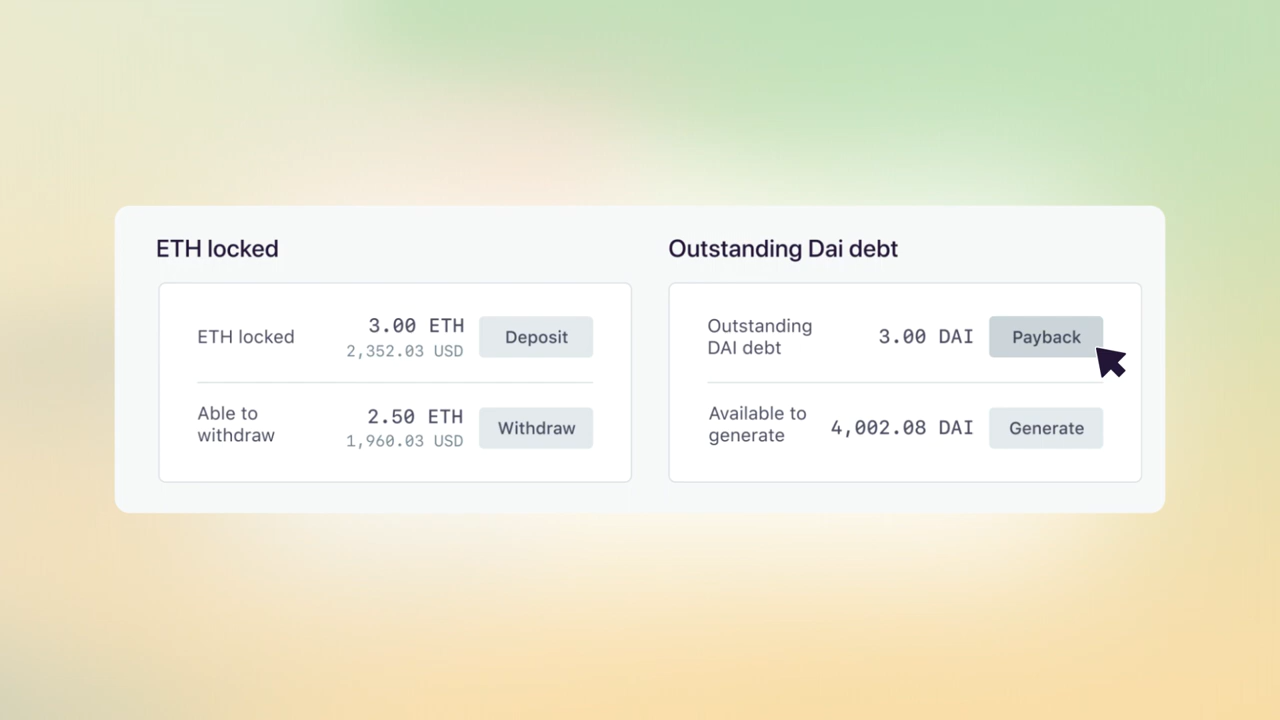 ETH locked
ETH locked
3.00 ETH
2,352.03 USD
Deposit
Able to
withdraw
2.50 ETH
1,960.03 USD
Withdraw
Outstanding Dai debt
Outstanding
DAI debt
3.00 DAI
Payback
Available to
generate
4,002.08 DAI
Generate